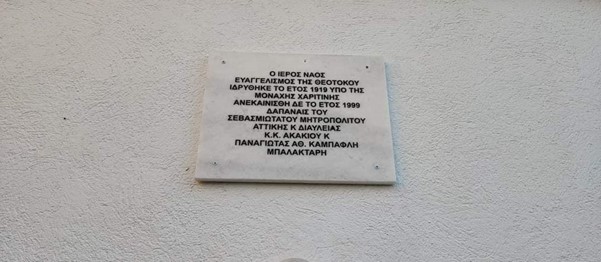 Ο ΙΕΡΟΣ ΝΑΟΣ
ΕΥΑΓΓΕΛΙΣΜΟΣ ΤΗΣ ΘΕΟΤΟΚΟΥ
ΙΔΡΥΘΗΚΕ ΤΟ ΕΤΟΣ 1919 ΥΠΟ ΤΗΣ
ΜΟΝΑΧΗΣ ΧΑΡΙΤΙΝΗΣ
ΑΝΕΚΑΙΝΙΣΘΗ ΔΕ ΤΟ ΕΤΟΣ 1999
ΔΑΠΑΝΑΙΣ ΤΟΥ
ΣΕΒΑΣΜΙΩΤΑΤΟΥ ΜΗΤΡΟΠΟΛΙΤΟΥ
ΑΤΤΙΚΗΣ Κ ΔΙΑΥΛΕΙΑΣ
Κ.Κ. ΑΚΑΚΙΟΥ Κ
ΠΑΝΑΓΙΩΤΑΣ ΑΘ. ΚΑΜΠΑΦΛΗ
ΜΠΑΛΑΚΤΑΡΗ